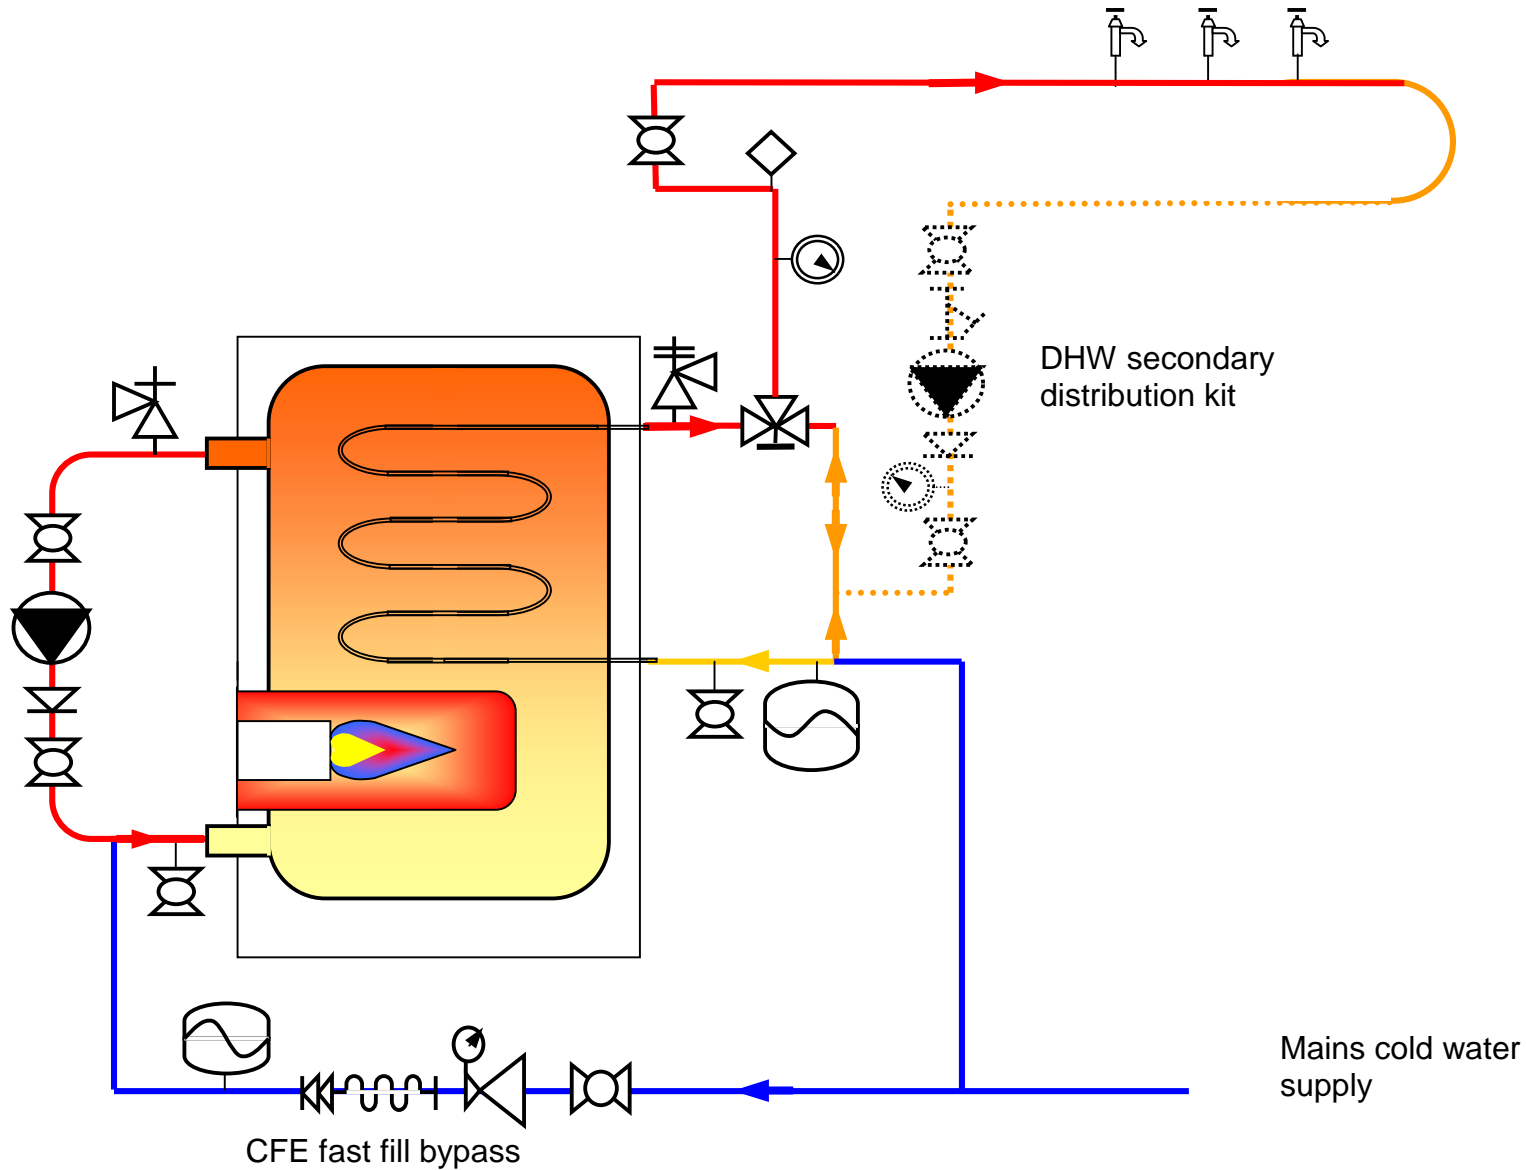 DHW secondary
distribution kit
Mains cold water
supply
CFE fast fill bypass